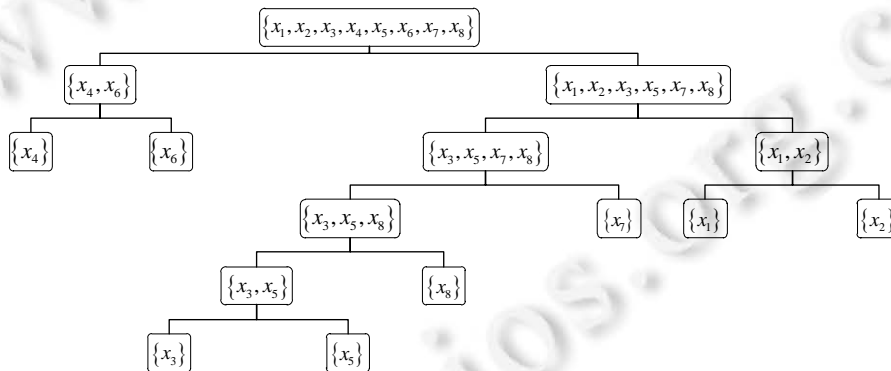 {x₁, x₂, x₃, x₄, x₅, x₆, x₇, x₈}
{x₄, x₆}
{x₁, x₂, x₃, x₅, x₇, x₈}
{x₄}
{x₆}
{x₃, x₅, x₇, x₈}
{x₁, x₂}
{x₃, x₅, x₈}
{x₇}
{x₁}
{x₂}
{x₃, x₅}
{x₈}
{x₃}
{x₅}